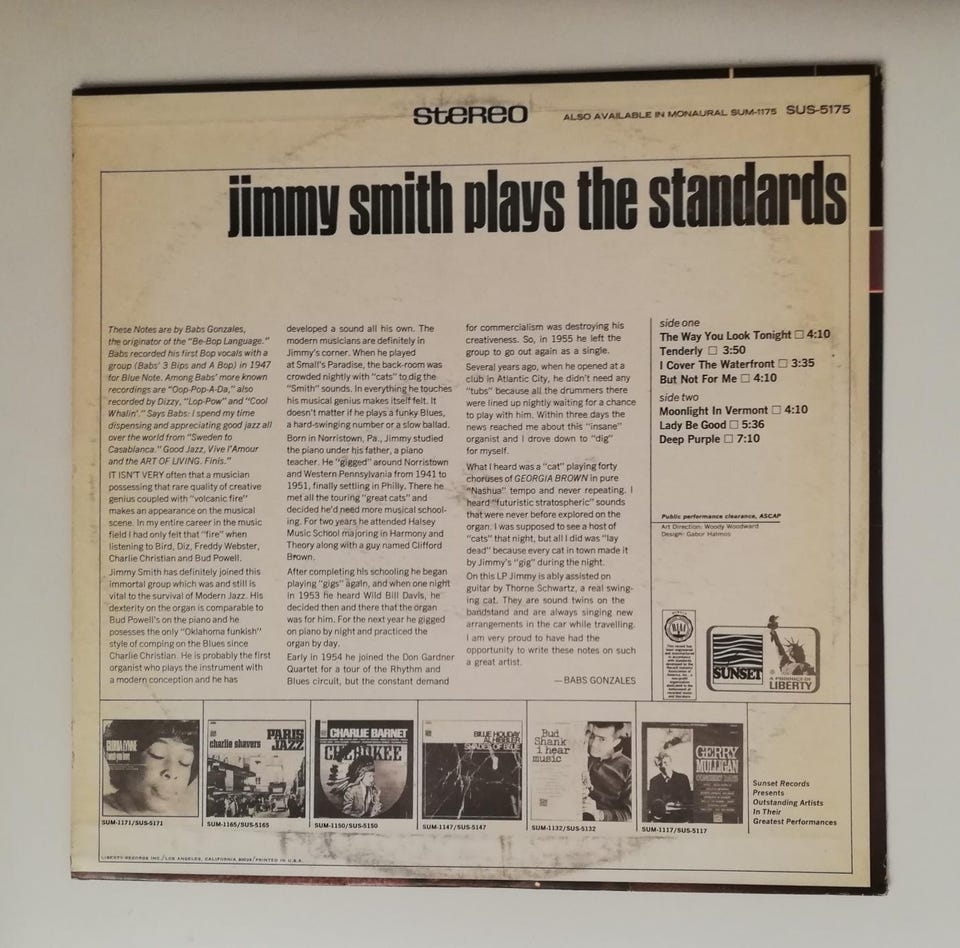 stereo
ALSO AVAILABLE IN MONAURAL SUM-1175 SUS-5175
jimmy smith plays the standards
These Notes are by Babs Gonzales,
the originator of the "Be-Bop Language."
Babs recorded his first Bop vocals with a
group (Babs' 3 Bips and A Bop) in 1947
for Blue Note. Among Babs' more known
recordings are "Oop-Pop-A-Da," also
recorded by Dizzy, "Lop-Pow" and "Cool
Whalin'." Says Babs: I spend my time
dispensing and appreciating good jazz all
over the world from "Sweden to
Casablanca." Good Jazz, Vive l'Amour
and the ART OF LIVING. Finis."
IT ISN'T VERY often that a musician
possessing that rare quality of creative
genius coupled with "volcanic fire"
makes an appearance on the musical
scene. In my entire career in the music
field I had only felt that "fire" when
listening to Bird, Diz, Freddy Webster,
Charlie Christian and Bud Powell.
Jimmy Smith has definitely joined this
immortal group which was and still is
vital to the survival of Modern Jazz. His
dexterity on the organ is comparable to
Bud Powell's on the piano and he
posesses the only "Oklahoma funkish"
style of comping on the Blues since
Charlie Christian. He is probably the first
organist who plays the instrument with
a modern conception and he has
developed a sound all his own. The
modern musicians are definitely in
Jimmy's corner. When he played
at Small's Paradise, the back-room was
crowded nightly with "cats" to dig the
"Smith" sounds. In everything he touches
his musical genius makes itself felt. It
doesn't matter if he plays a funky Blues,
a hard-swinging number or a slow ballad.
Born in Norristown, Pa., Jimmy studied
the piano under his father, a piano
teacher. He "gigged" around Norristown
and Western Pennsylvania from 1941 to
1951, finally settling in Philly. There he
met all the touring "great cats" and
decided he'd need more musical school-
ing. For two years he attended Halsey
Music School majoring in Harmony and
Theory along with a guy named Clifford
Brown.
After completing his schooling he began
playing "gigs" again, and when one night
in 1953 he heard Wild Bill Davis, he
decided then and there that the organ
was for him. For the next year he gigged
on piano by night and practiced the
organ by day.
Early in 1954 he joined the Don Gardner
Quartet for a tour of the Rhythm and
Blues circuit, but the constant demand
for commercialism was destroying his
creativeness. So, in 1955 he left the
group to go out again as a single.
Several years ago, when he opened at a
club in Atlantic City, he didn't need any
"tubs" because all the drummers there
were lined up nightly waiting for a chance
to play with him. Within three days the
news reached me about this "insane"
organist and I drove down to "dig"
for myself.
What I heard was a "cat" playing forty
choruses of GEORGIA BROWN in pure
"Nashua" tempo and never repeating. I
heard "futuristic stratospheric" sounds
that were never before explored on the
organ. I was supposed to see a host of
"cats" that night, but all I did was "lay
dead" because every cat in town made it
by Jimmy's "gig" during the night.
On this LP Jimmy is ably assisted on
guitar by Thorne Schwartz, a real swing-
ing cat. They are sound twins on the
bandstand and are always singing new
arrangements in the car while travelling.
I am very proud to have had the
opportunity to write these notes on such
a great artist.
—BABS GONZALES
side one
The Way You Look Tonight □ 4:10
Tenderly □ 3:50
I Cover The Waterfront □ 3:35
But Not For Me □ 4:10
side two
Moonlight In Vermont □ 4:10
Lady Be Good □ 5:36
Deep Purple □ 7:10
Public performance clearance, ASCAP
Art Direction: Woody Woodward
Design: Gabor Halmos
RIAA
SUNSET
A PRODUCT OF
LIBERTY
GLORIA LYNNE
charlie shavers
PARIS
JAZZ
CHARLIE BARNET
CHEROKEE
BILLIE HOLIDAY
AL HIBBLER
SHADES OF BLUE
Bud
Shank
i hear
music
GERRY
MULLIGAN
CONCERT DAYS
SUM-1171/SUS-5171
SUM-1165/SUS-5165
SUM-1150/SUS-5150
SUM-1147/SUS-5147
SUM-1132/SUS-5132
SUM-1117/SUS-5117
Sunset Records
Presents
Outstanding Artists
In Their
Greatest Performances
LIBERTY RECORDS INC./LOS ANGELES, CALIFORNIA 90028/PRINTED IN U.S.A.